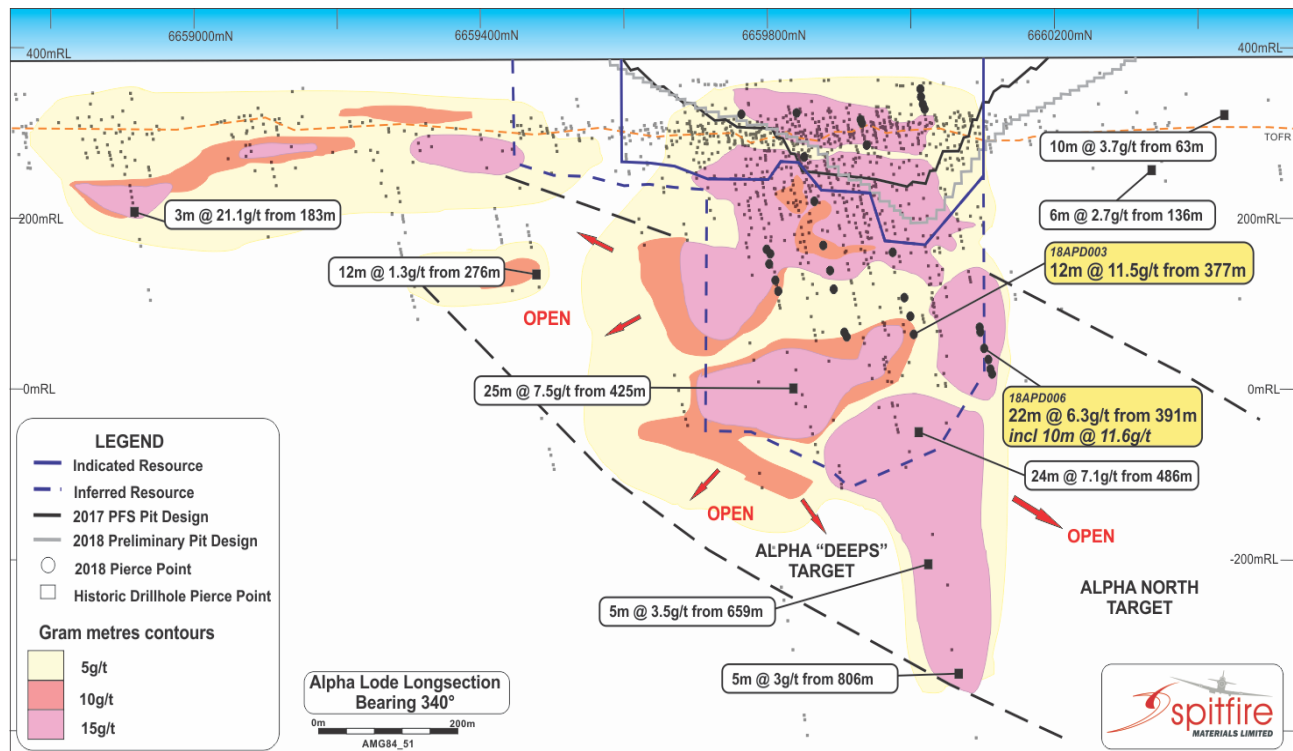 6659000mN
6659400mN
6659800mN
6660200mN
400mRL
400mRL
TOFR
10m @ 3.7g/t from 63m
200mRL
3m @ 21.1g/t from 183m
6m @ 2.7g/t from 136m
200mRL
12m @ 1.3g/t from 276m
18APD003
12m @ 11.5g/t from 377m
OPEN
0mRL
25m @ 7.5g/t from 425m
0mRL
18APD006
22m @ 6.3g/t from 391m
incl 10m @ 11.6g/t
24m @ 7.1g/t from 486m
OPEN
OPEN
ALPHA “DEEPS”
TARGET
-200mRL
ALPHA NORTH
TARGET
5m @ 3.5g/t from 659m
5m @ 3g/t from 806m
LEGEND
Indicated Resource
Inferred Resource
2017 PFS Pit Design
2018 Preliminary Pit Design
2018 Pierce Point
Historic Drillhole Pierce Point
Gram metres contours
5g/t
10g/t
15g/t
Alpha Lode Longsection
Bearing 340°
0m 200m
AMG84_51
spitfire
MATERIALS LIMITED